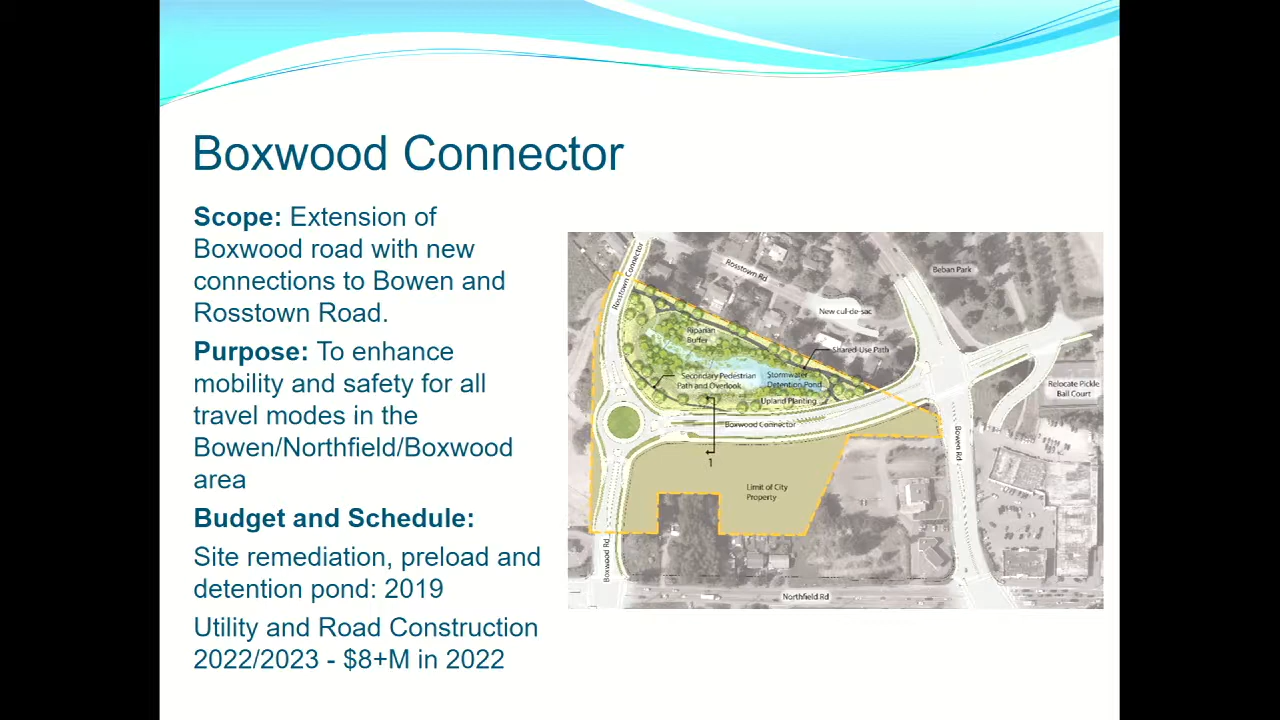 Boxwood Connector
Scope: Extension of
Boxwood road with new
connections to Bowen and
Rosstown Road.
Purpose: To enhance
mobility and safety for all
travel modes in the
Bowen/Northfield/Boxwood
area
Budget and Schedule:
Site remediation, preload and
detention pond: 2019
Utility and Road Construction
2022/2023 - $8+M in 2022
Rosstown Connector
Rosstown Rd
Beban Park
New cul-de-sac
Riparian
Buffer
Shared-Use Path
Secondary Pedestrian
Path and Overlook
Stormwater
Detention Pond
Upland Planting
Relocate Pickle
Ball Court
Boxwood Connector
Bowen Rd
1
Limit of City
Property
Boxwood Rd
Northfield Rd